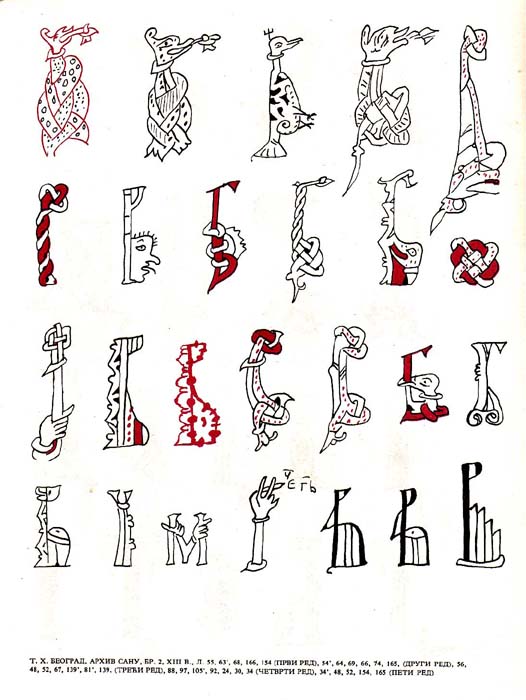 Ѵ
Є Г Ь
Т. Х. БЕОГРАД, АРХИВ САНУ, БР. 2, XIII В., Л. 55, 63', 68, 166, 154 (ПРВИ РЕД), 54', 64, 69, 66, 74, 165, (ДРУГИ РЕД), 56,
48, 52, 67, 139', 81', 139, (ТРЕЋИ РЕД), 88, 97, 105', 92, 24, 30, 34 (ЧЕТВРТИ РЕД), 34', 48, 52, 154, 165 (ПЕТИ РЕД)